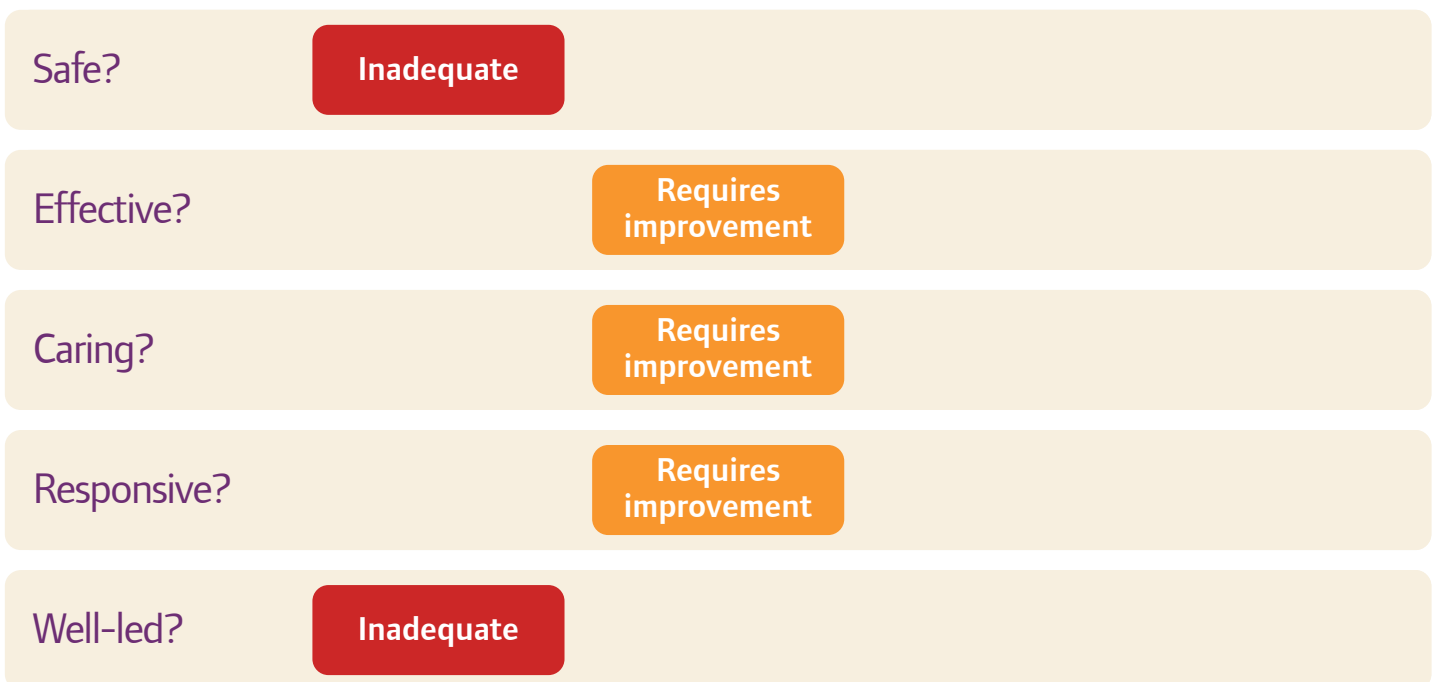 Safe?
Inadequate
Effective?
Requires
improvement
Caring?
Requires
improvement
Responsive?
Requires
improvement
Well-led?
Inadequate